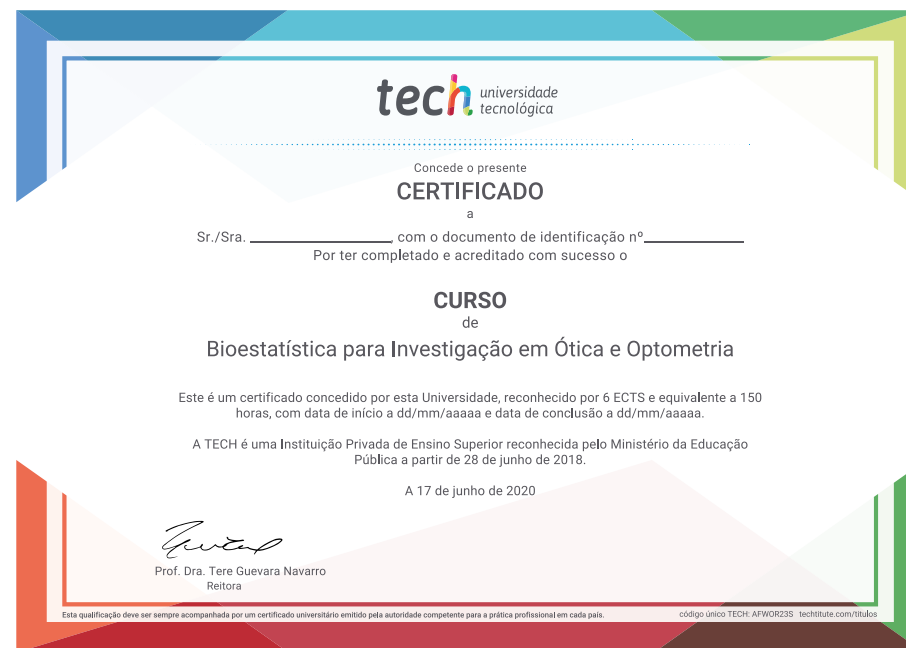 tech universidade
tecnológica
Concede o presente
CERTIFICADO
a
Sr./Sra. , com o documento de identificação nº
Por ter completado e acreditado com sucesso o
CURSO
de
Bioestatística para Investigação em Ótica e Optometria
Este é um certificado concedido por esta Universidade, reconhecido por 6 ECTS e equivalente a 150
horas, com data de início a dd/mm/aaaaa e data de conclusão a dd/mm/aaaaa.
A TECH é uma Instituição Privada de Ensino Superior reconhecida pelo Ministério da Educação
Pública a partir de 28 de junho de 2018.
A 17 de junho de 2020
Prof. Dra. Tere Guevara Navarro
Reitora
Esta qualificação deve ser sempre acompanhada por um certificado universitário emitido pela autoridade competente para a prática profissional em cada país.
código único TECH: AFWOR23S techtitute.com/titulos